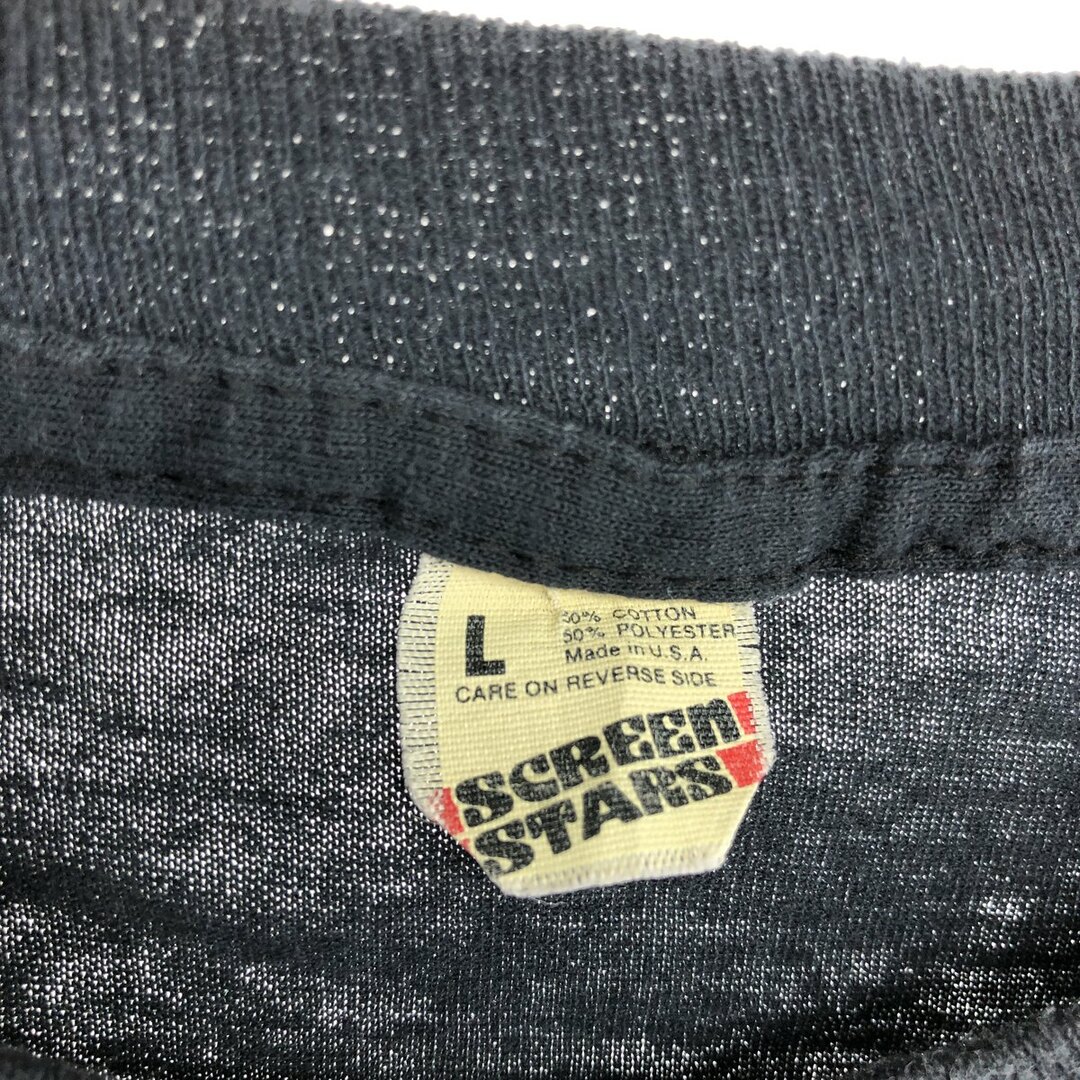 L
50% COTTON
50% POLYESTER
Made in U.S.A.
CARE ON REVERSE SIDE
SCREEN
STARS